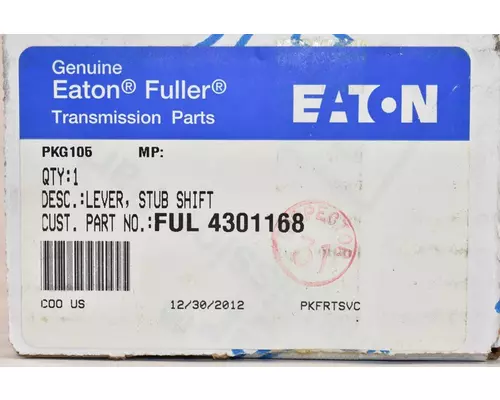 Genuine
Eaton® Fuller®
Transmission Parts
EATON
PKG105 MP:
QTY:1
DESC.:LEVER, STUB SHIFT
CUST. PART NO.:FUL 4301168
31
COO US 12/30/2012 PKFRTSVC